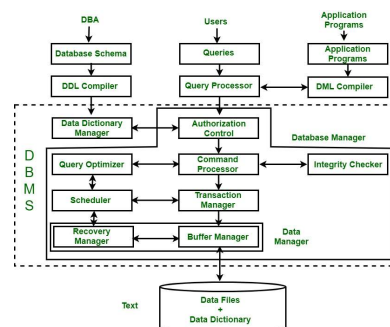 DBA
Users
Application
Programs
Database Schema
Queries
Application
Programs
DDL Compiler
Query Processor
DML Compiler
Data Dictionary
Manager
Authorization
Control
Database Manager
DBMS
Query Optimizer
Command
Processor
Integrity Checker
Scheduler
Transaction
Manager
Recovery
Manager
Buffer Manager
Data
Manager
Text
Data Files
+
Data Dictionary